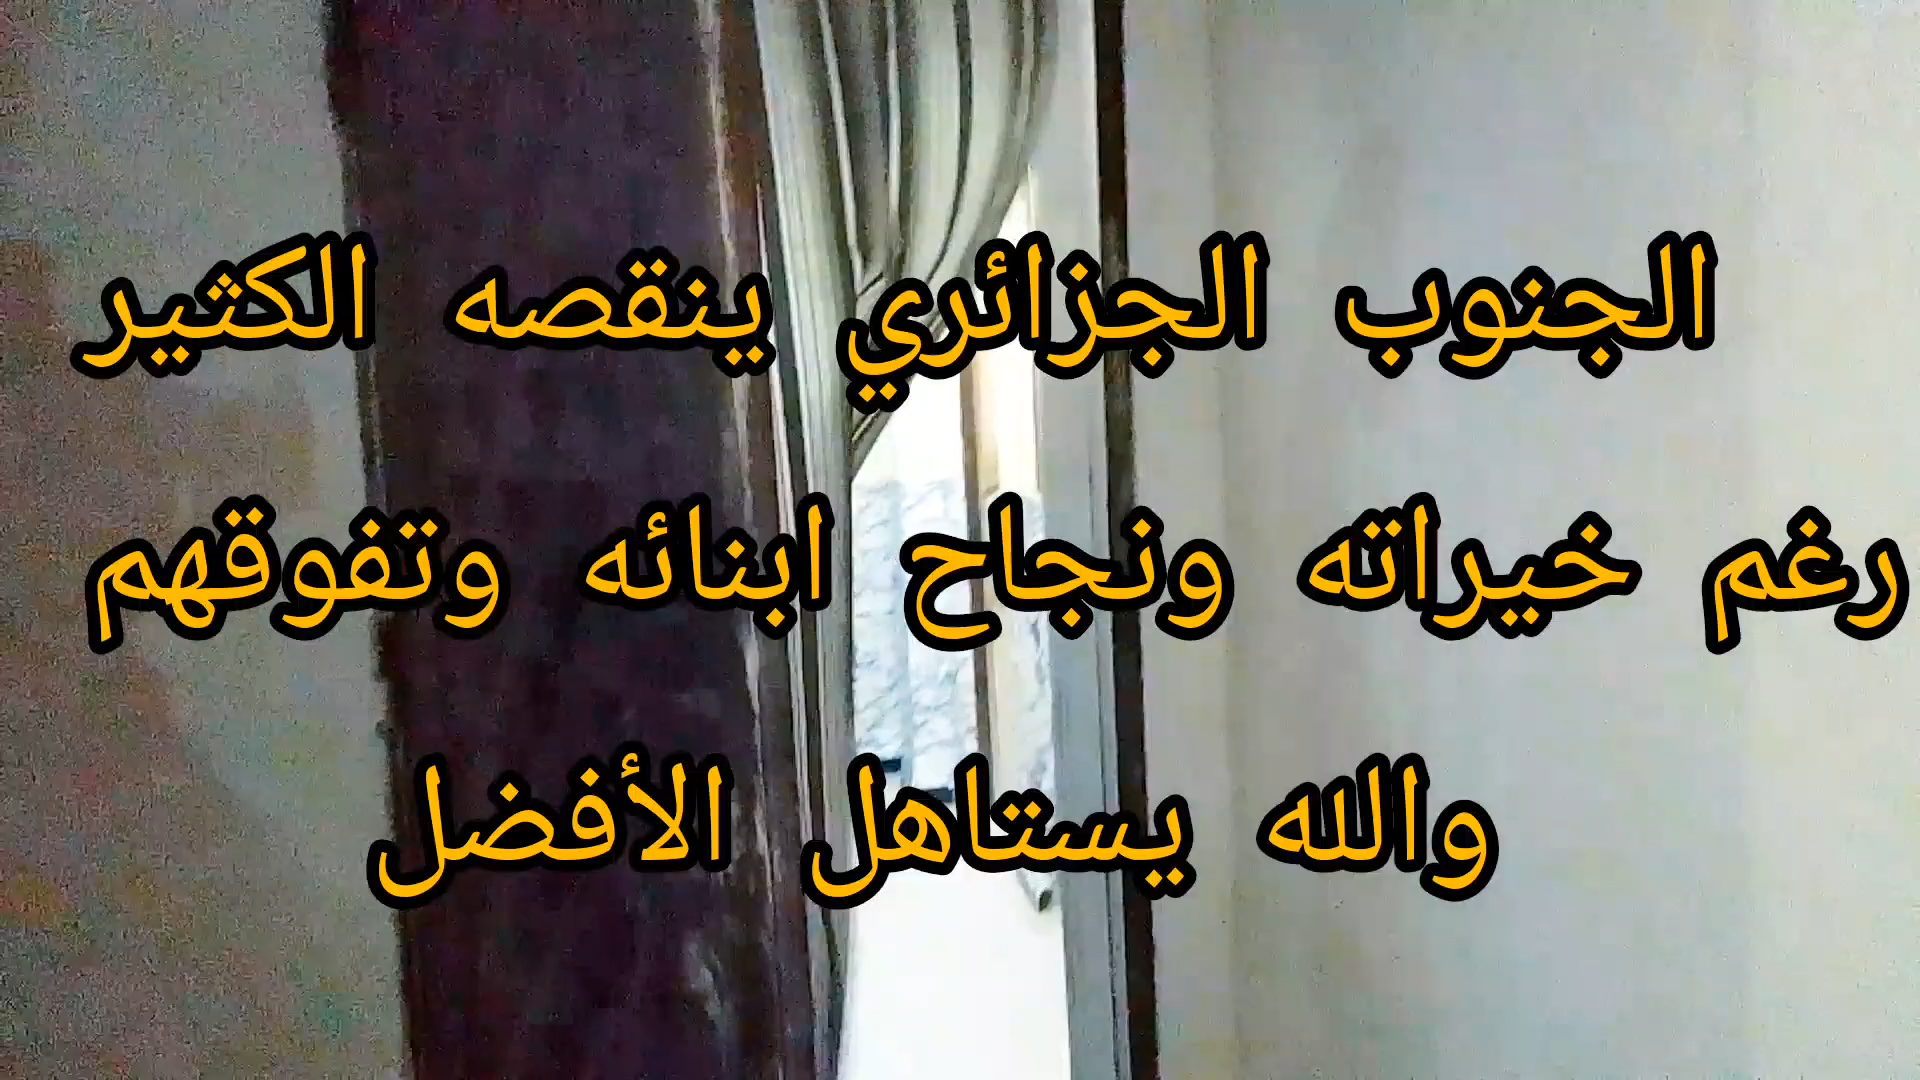 الجنوب الجزائري ينقصه الكثير
رغم خيراته ونجاح ابنائه وتفوقهم
والله يستاهل الأفضل